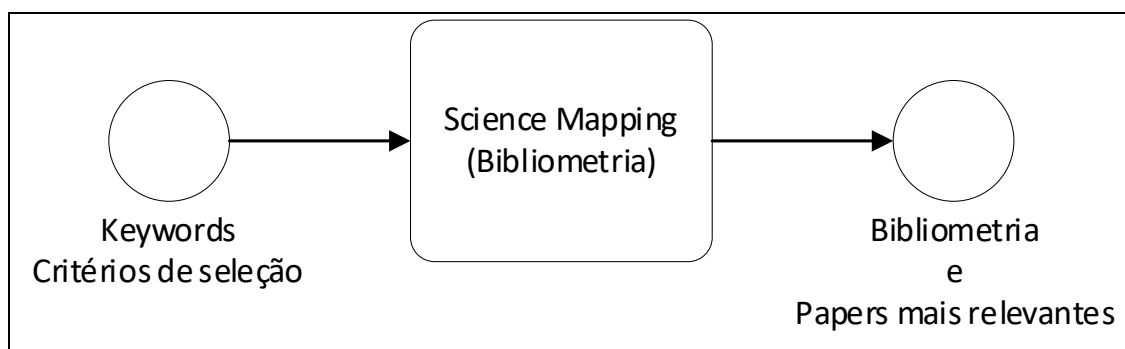 Science Mapping
(Bibliometria)
Keywords
Critérios de seleção
Bibliometria
e
Papers mais relevantes